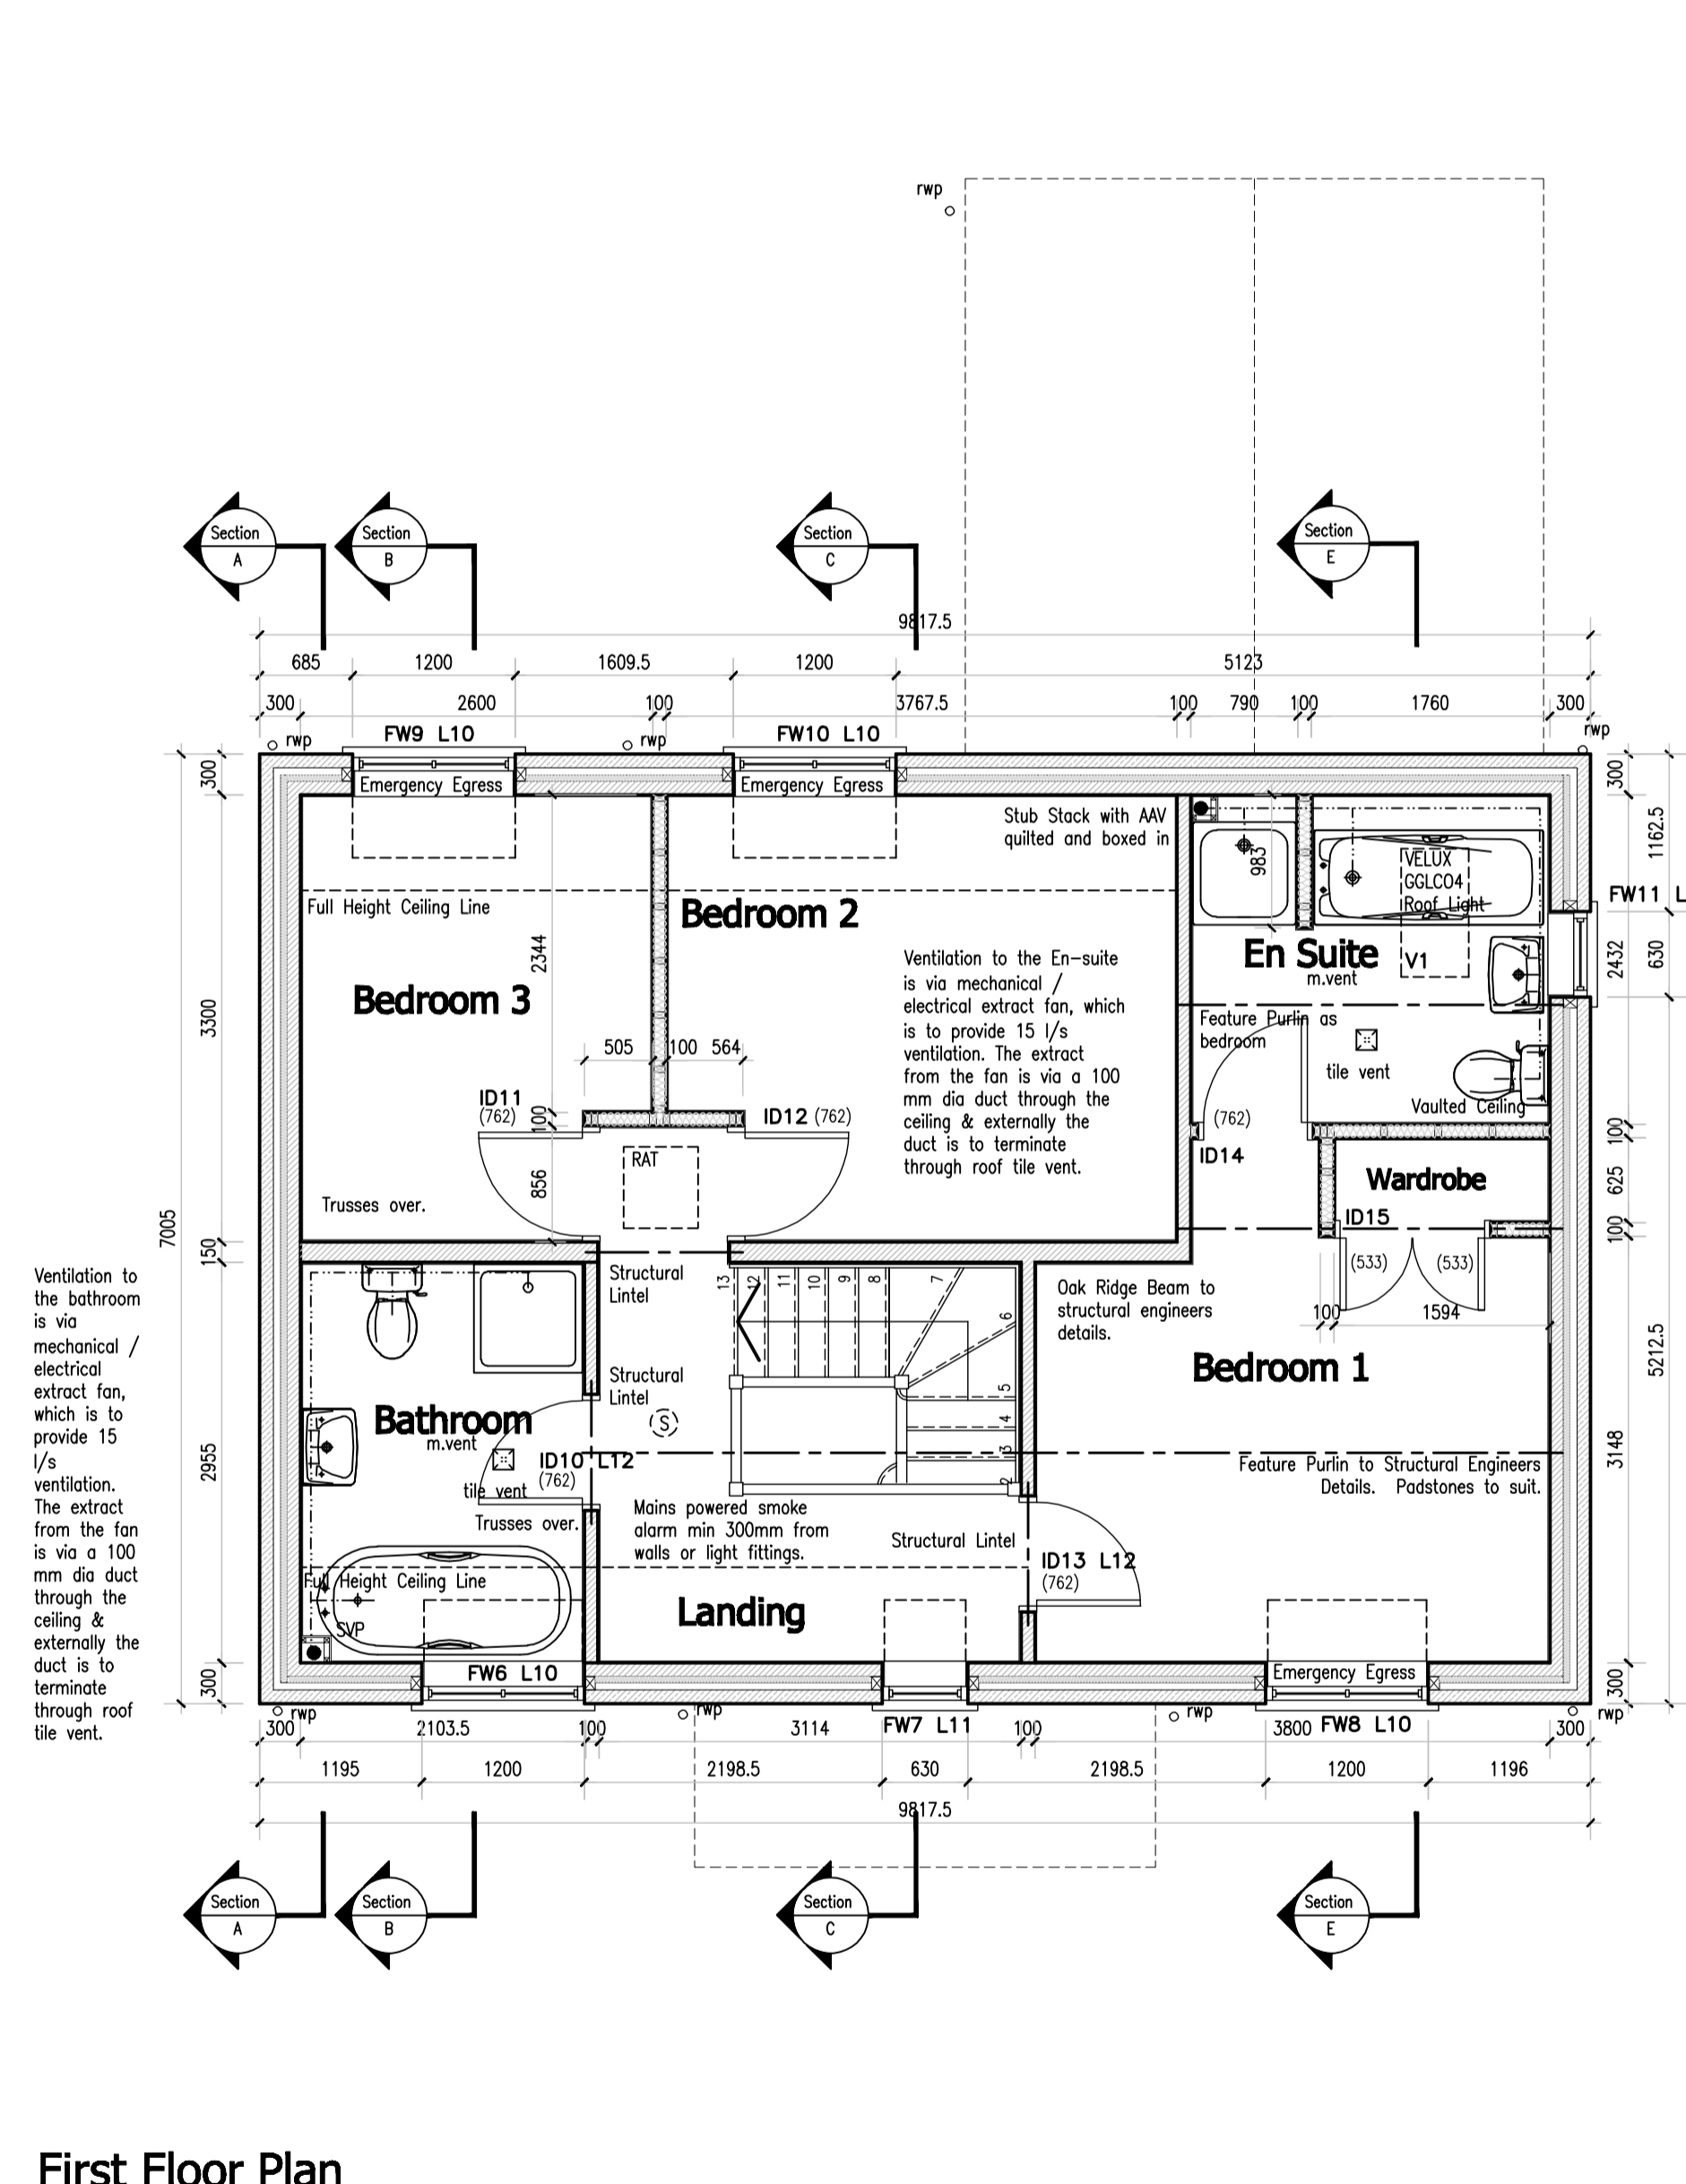 rwp
Section
A
Section
B
Section
C
Section
E
9817.5
685
1200
1609.5
1200
5123
300
2600
100
3767.5
100
790
100
1760
300
FW9 L10
FW10 L10
rwp
rwp
rwp
Emergency Egress
Emergency Egress
300
300
1162.5
Stub Stack with AAV
quilted and boxed in
983
VELUX
GGLC04
Roof Light
V1
FW11 L
Full Height Ceiling Line
Bedroom 2
En Suite
m.vent
2344
2432
630
Bedroom 3
Ventilation to the En-suite
is via mechanical /
electrical extract fan, which
is to provide 15 l/s
ventilation. The extract
from the fan is via a 100
mm dia duct through the
ceiling & externally the
duct is to terminate
through roof tile vent.
Feature Purlin as
bedroom
tile vent
Vaulted Ceiling
3300
505
100
564
ID11
(762)
100
ID12 (762)
(762)
ID14
100
RAT
856
Wardrobe
625
Trusses over.
ID15
100
7005
150
(533)
(533)
100
1594
Ventilation to
the bathroom
is via
mechanical /
electrical
extract fan,
which is to
provide 15
l/s
ventilation.
The extract
from the fan
is via a 100
mm dia duct
through the
ceiling &
externally the
duct is to
terminate
through roof
tile vent.
Structural
Lintel
13
12
11
10
9
8
7
6
5
4
3
2
Oak Ridge Beam to
structural engineers
details.
Bedroom 1
5212.5
Structural
Lintel
S
Bathroom
m.vent
ID10 L12
(762)
tile vent
Trusses over.
2955
3148
Feature Purlin to Structural Engineers
Details. Padstones to suit.
Mains powered smoke
alarm min 300mm from
walls or light fittings.
Structural Lintel
ID13 L12
(762)
Full Height Ceiling Line
Landing
SVP
FW6 L10
Emergency Egress
300
300
rwp
rwp
FW7 L11
rwp
FW8 L10
rwp
300
2103.5
100
3114
100
3800
300
1195
1200
2198.5
630
2198.5
1200
1196
9817.5
Section
A
Section
B
Section
C
Section
E
First Floor Plan